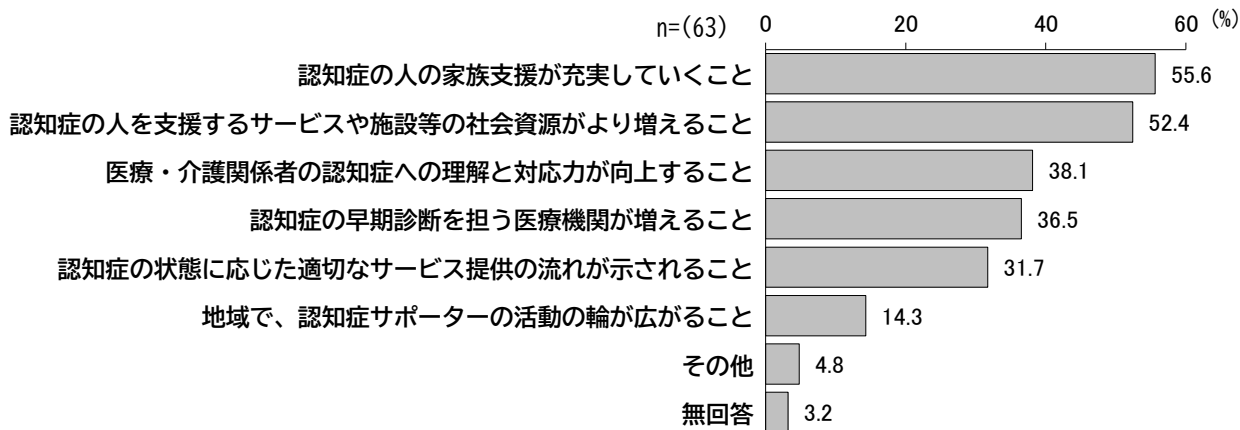 n=(63) 0 20 40 60 (%)
認知症の人の家族支援が充実していくこと 55.6
認知症の人を支援するサービスや施設等の社会資源がより増えること 52.4
医療・介護関係者の認知症への理解と対応力が向上すること 38.1
認知症の早期診断を担う医療機関が増えること 36.5
認知症の状態に応じた適切なサービス提供の流れが示されること 31.7
地域で、認知症サポーターの活動の輪が広がること 14.3
その他 4.8
無回答 3.2